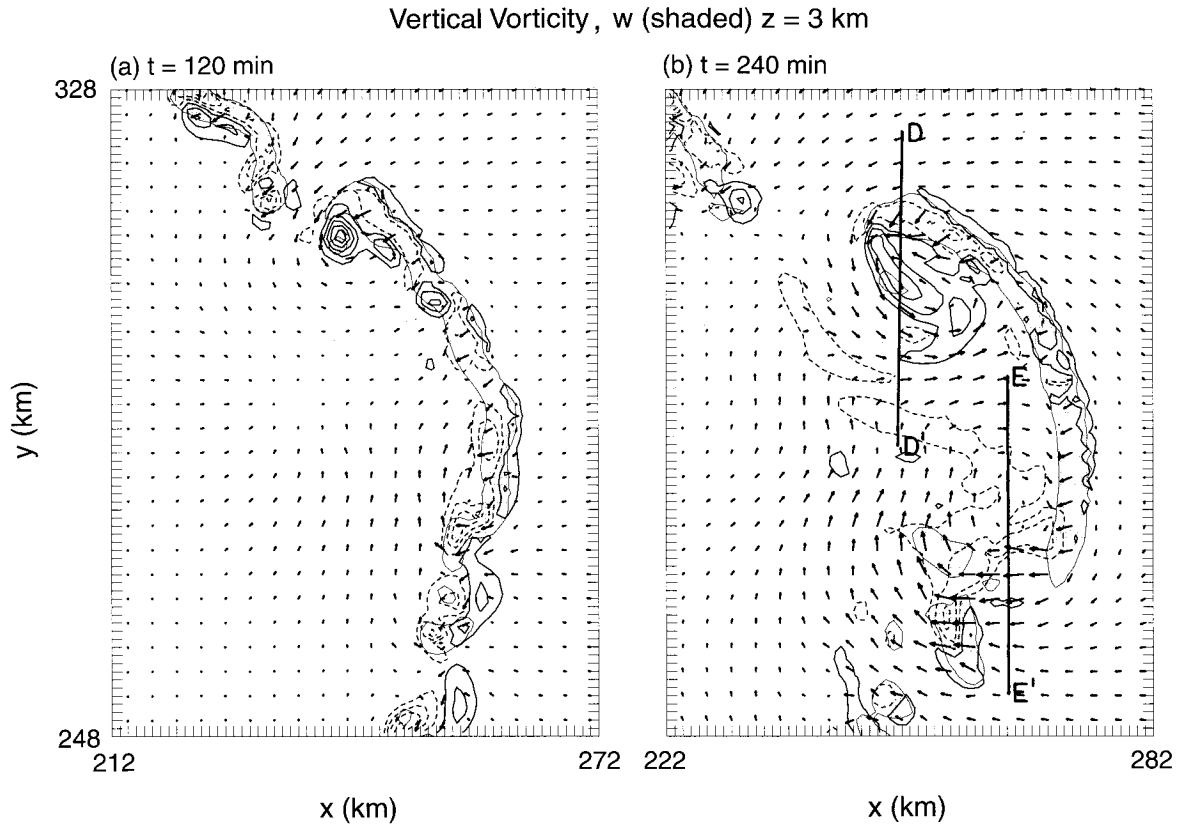 Vertical Vorticity, w (shaded) z = 3 km
(a) t = 120 min
(b) t = 240 min
328
D
E
D'
E'
y (km)
248
212
272
222
282
x (km)
x (km)